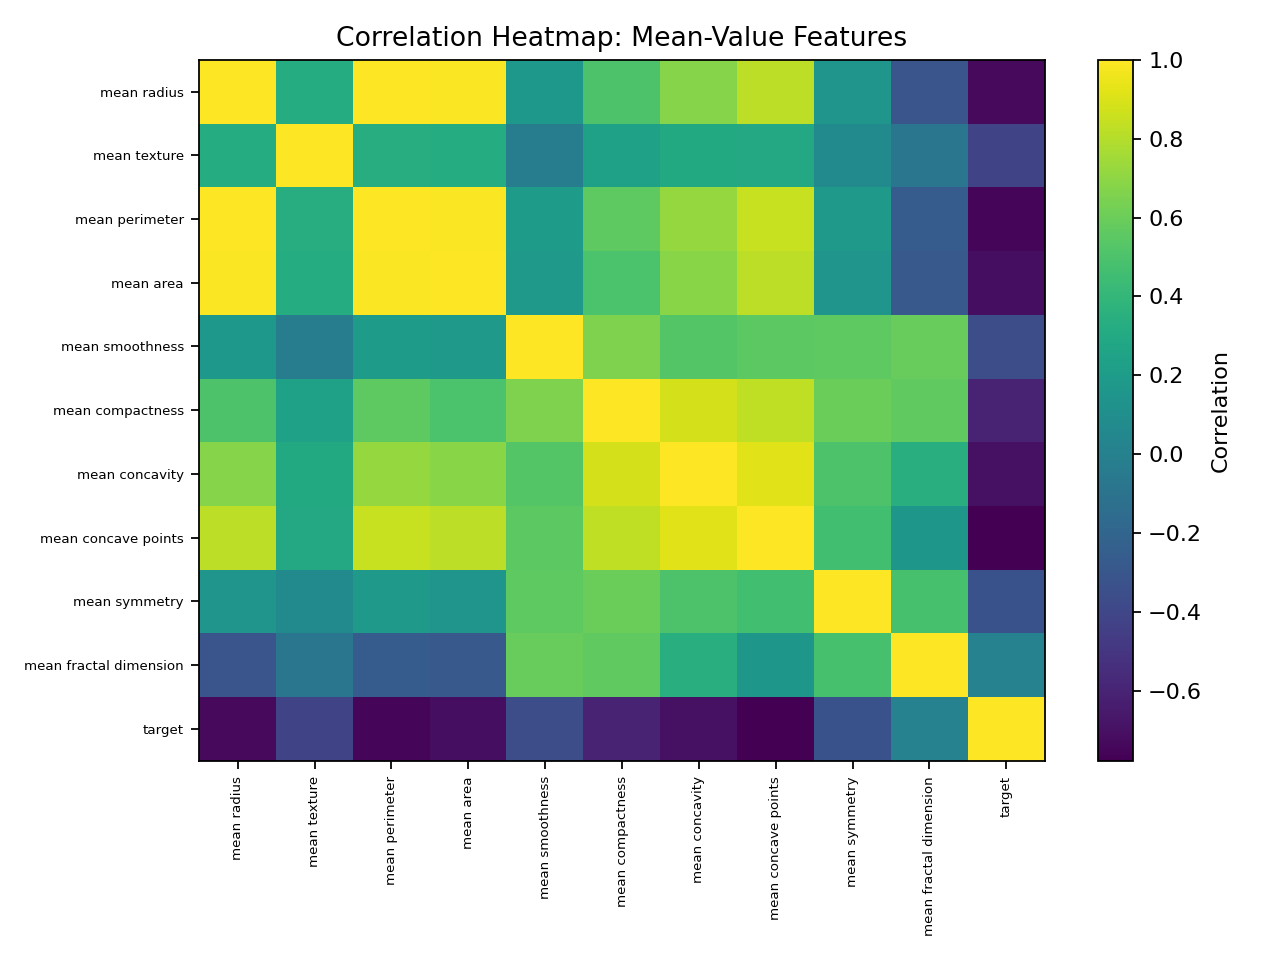 Correlation Heatmap: Mean-Value Features
mean radius
mean texture
mean perimeter
mean area
mean smoothness
mean compactness
mean concavity
mean concave points
mean symmetry
mean fractal dimension
target
mean radius
mean texture
mean perimeter
mean area
mean smoothness
mean compactness
mean concavity
mean concave points
mean symmetry
mean fractal dimension
target
1.0
0.8
0.6
0.4
0.2
0.0
−0.2
−0.4
−0.6
Correlation